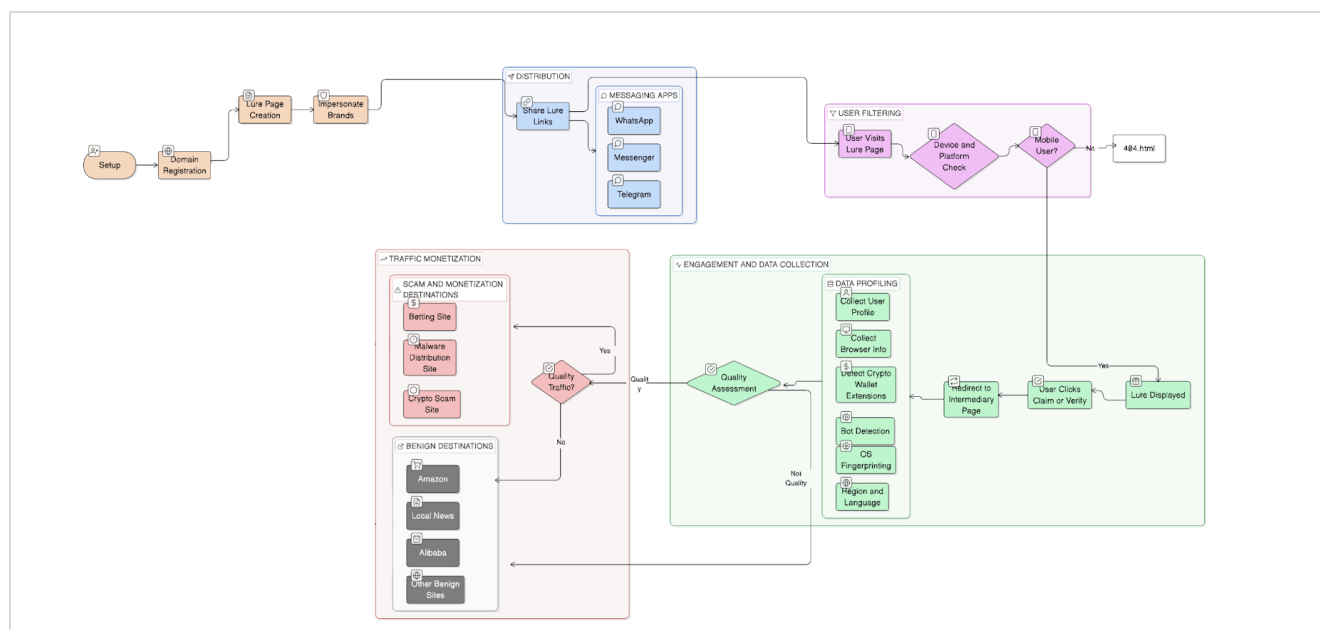 Setup
Domain
Registration
Lure Page
Creation
Impersonate
Brands
DISTRIBUTION
Share Lure
Links
MESSAGING APPS
WhatsApp
Messenger
Telegram
USER FILTERING
User Visits
Lure Page
Device and
Platform
Check
Mobile
User?
No
404.html
Yes
ENGAGEMENT AND DATA COLLECTION
Lure Displayed
User Clicks
Claim or Verify
Redirect to
Intermediary
Page
DATA PROFILING
Collect User
Profile
Collect
Browser Info
Detect Crypto
Wallet
Extensions
Bot Detection
OS
Fingerprinting
Region and
Language
Quality
Assessment
Qualit
y
Not
Quality
TRAFFIC MONETIZATION
Quality
Traffic?
Yes
No
SCAM AND MONETIZATION
DESTINATIONS
Betting Site
Malware
Distribution
Site
Crypto Scam
Site
BENIGN DESTINATIONS
Amazon
Local News
Alibaba
Other Benign
Sites